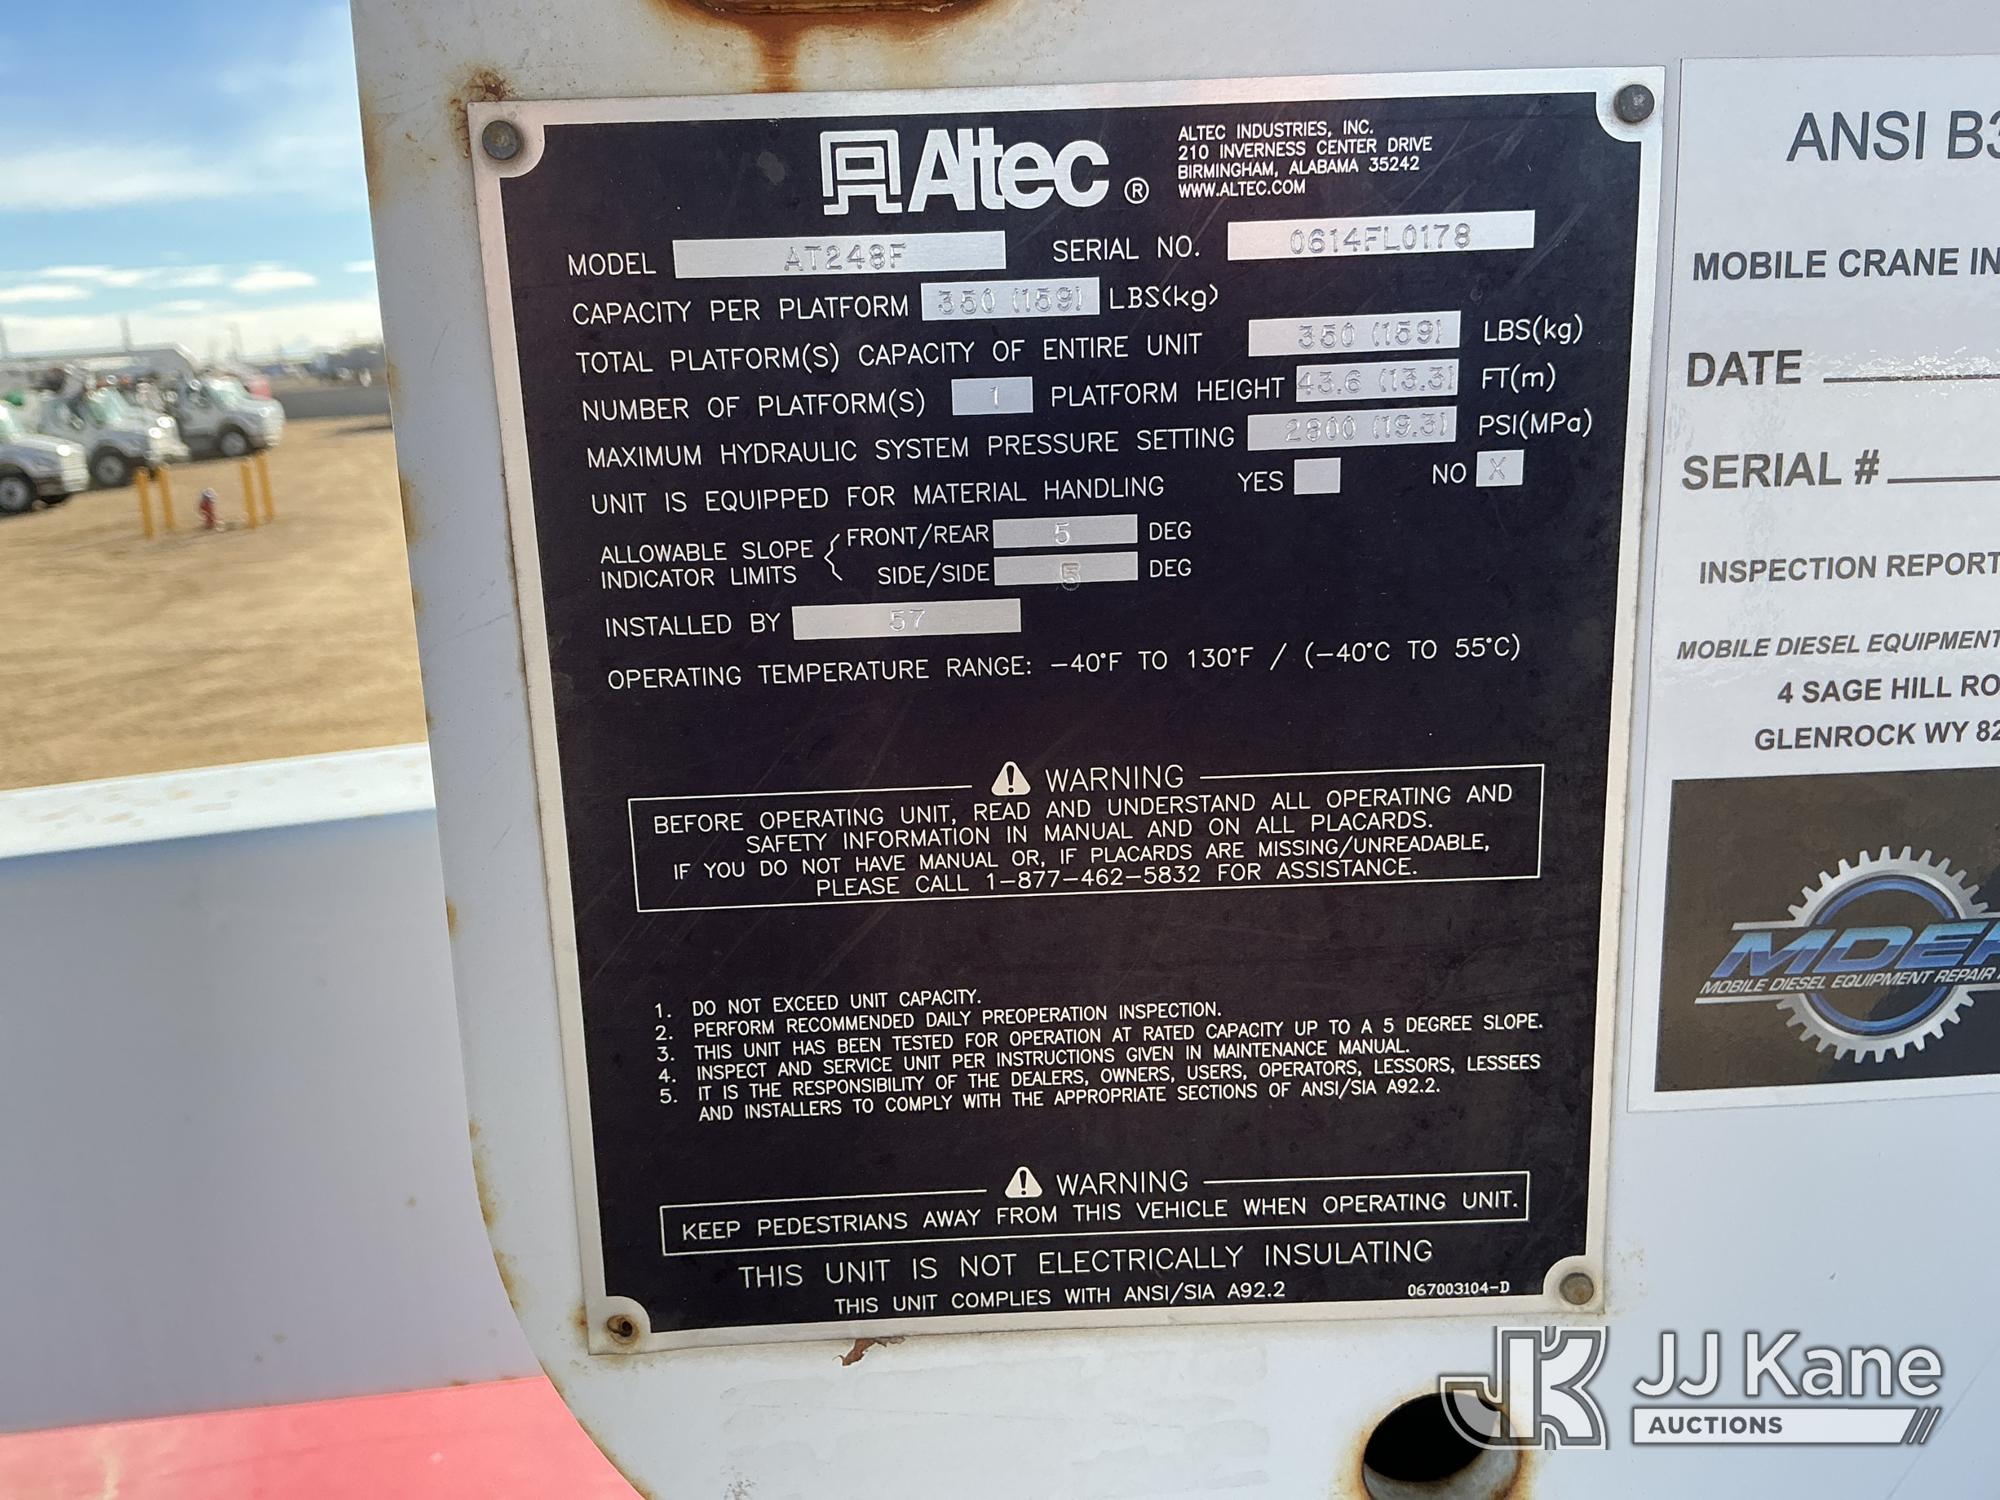 Altec ®
ALTEC INDUSTRIES, INC.
210 INVERNESS CENTER DRIVE
BIRMINGHAM, ALABAMA 35242
WWW.ALTEC.COM
MODEL AT248F SERIAL NO. 0614FL0178
CAPACITY PER PLATFORM 350 (159) LBS(kg)
TOTAL PLATFORM(S) CAPACITY OF ENTIRE UNIT 350 (159) LBS(kg)
NUMBER OF PLATFORM(S) 1 PLATFORM HEIGHT 43.6 (13.3) FT(m)
MAXIMUM HYDRAULIC SYSTEM PRESSURE SETTING 2800 (19.3) PSI(MPa)
UNIT IS EQUIPPED FOR MATERIAL HANDLING YES NO X
ALLOWABLE SLOPE INDICATOR LIMITS
FRONT/REAR 5 DEG
SIDE/SIDE 5 DEG
INSTALLED BY 57
OPERATING TEMPERATURE RANGE: -40°F TO 130°F / (-40°C TO 55°C)
WARNING
BEFORE OPERATING UNIT, READ AND UNDERSTAND ALL OPERATING AND
SAFETY INFORMATION IN MANUAL AND ON ALL PLACARDS.
IF YOU DO NOT HAVE MANUAL OR, IF PLACARDS ARE MISSING/UNREADABLE,
PLEASE CALL 1-877-462-5832 FOR ASSISTANCE.
1. DO NOT EXCEED UNIT CAPACITY.
2. PERFORM RECOMMENDED DAILY PREOPERATION INSPECTION.
3. THIS UNIT HAS BEEN TESTED FOR OPERATION AT RATED CAPACITY UP TO A 5 DEGREE SLOPE.
4. INSPECT AND SERVICE UNIT PER INSTRUCTIONS GIVEN IN MAINTENANCE MANUAL.
5. IT IS THE RESPONSIBILITY OF THE DEALERS, OWNERS, USERS, OPERATORS, LESSORS, LESSEES
AND INSTALLERS TO COMPLY WITH THE APPROPRIATE SECTIONS OF ANSI/SIA A92.2.
WARNING
KEEP PEDESTRIANS AWAY FROM THIS VEHICLE WHEN OPERATING UNIT.
THIS UNIT IS NOT ELECTRICALLY INSULATING
THIS UNIT COMPLIES WITH ANSI/SIA A92.2 067003104-D
ANSI B3
MOBILE CRANE IN
DATE
SERIAL #
INSPECTION REPORT
MOBILE DIESEL EQUIPMENT
4 SAGE HILL RO
GLENROCK WY 82
MDER
MOBILE DIESEL EQUIPMENT REPAIR
JK JJ Kane
AUCTIONS